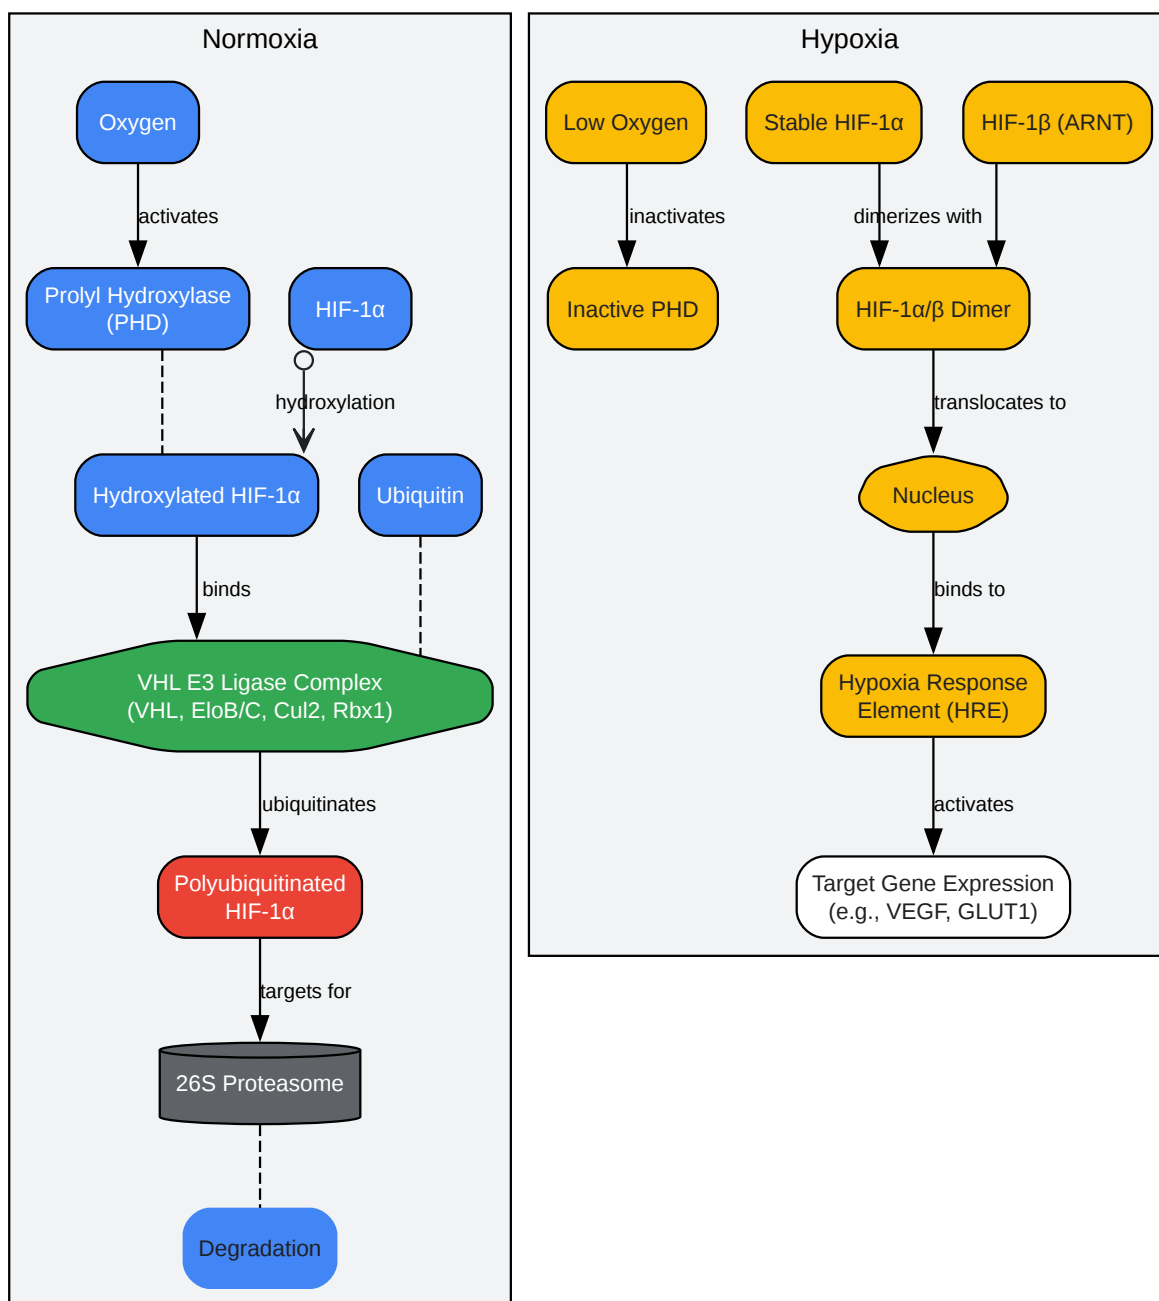 Normoxia
Oxygen
activates
Prolyl Hydroxylase
(PHD)
HIF-1α
hydroxylation
Hydroxylated HIF-1α
Ubiquitin
binds
VHL E3 Ligase Complex
(VHL, EloB/C, Cul2, Rbx1)
ubiquitinates
Polyubiquitinated
HIF-1α
targets for
26S Proteasome
Degradation
Hypoxia
Low Oxygen
Stable HIF-1α
HIF-1β (ARNT)
inactivates
dimerizes with
Inactive PHD
HIF-1α/β Dimer
translocates to
Nucleus
binds to
Hypoxia Response
Element (HRE)
activates
Target Gene Expression
(e.g., VEGF, GLUT1)